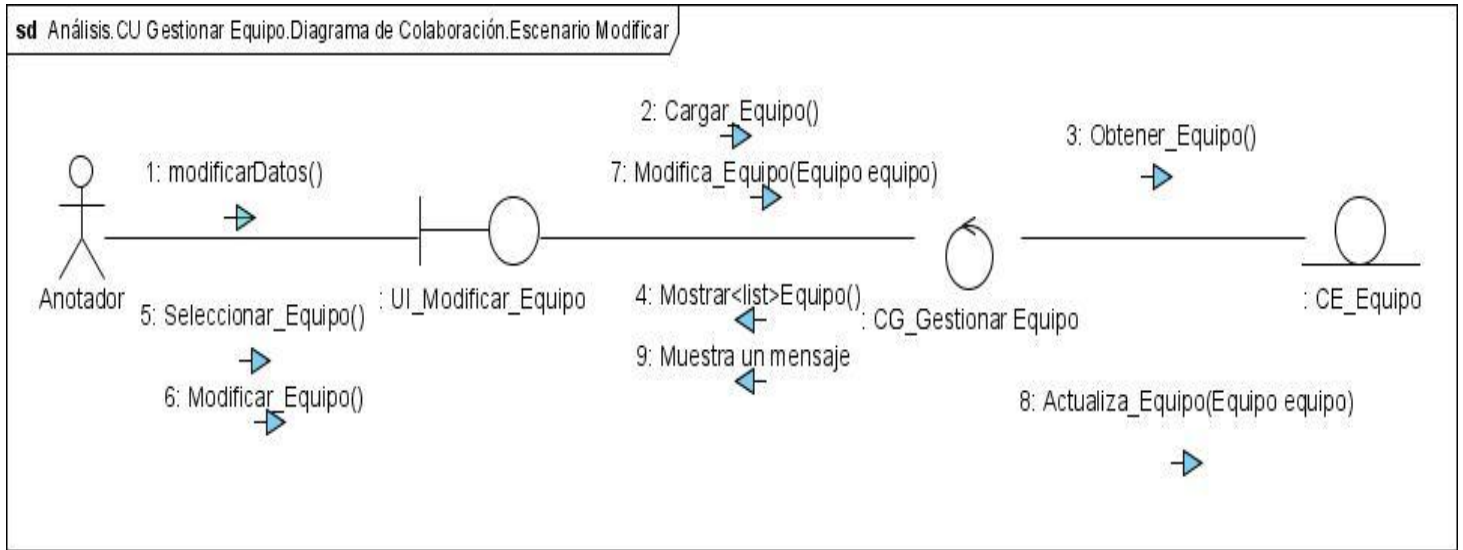 sd Análisis.CU Gestionar Equipo.Diagrama de Colaboración.Escenario Modificar
2: Cargar_Equipo()
3: Obtener_Equipo()
1: modificarDatos()
7: Modifica_Equipo(Equipo equipo)
Anotador
: UI_Modificar_Equipo
4: Mostrar<list>Equipo()
: CG_Gestionar Equipo
: CE_Equipo
5: Seleccionar_Equipo()
9: Muestra un mensaje
6: Modificar_Equipo()
8: Actualiza_Equipo(Equipo equipo)